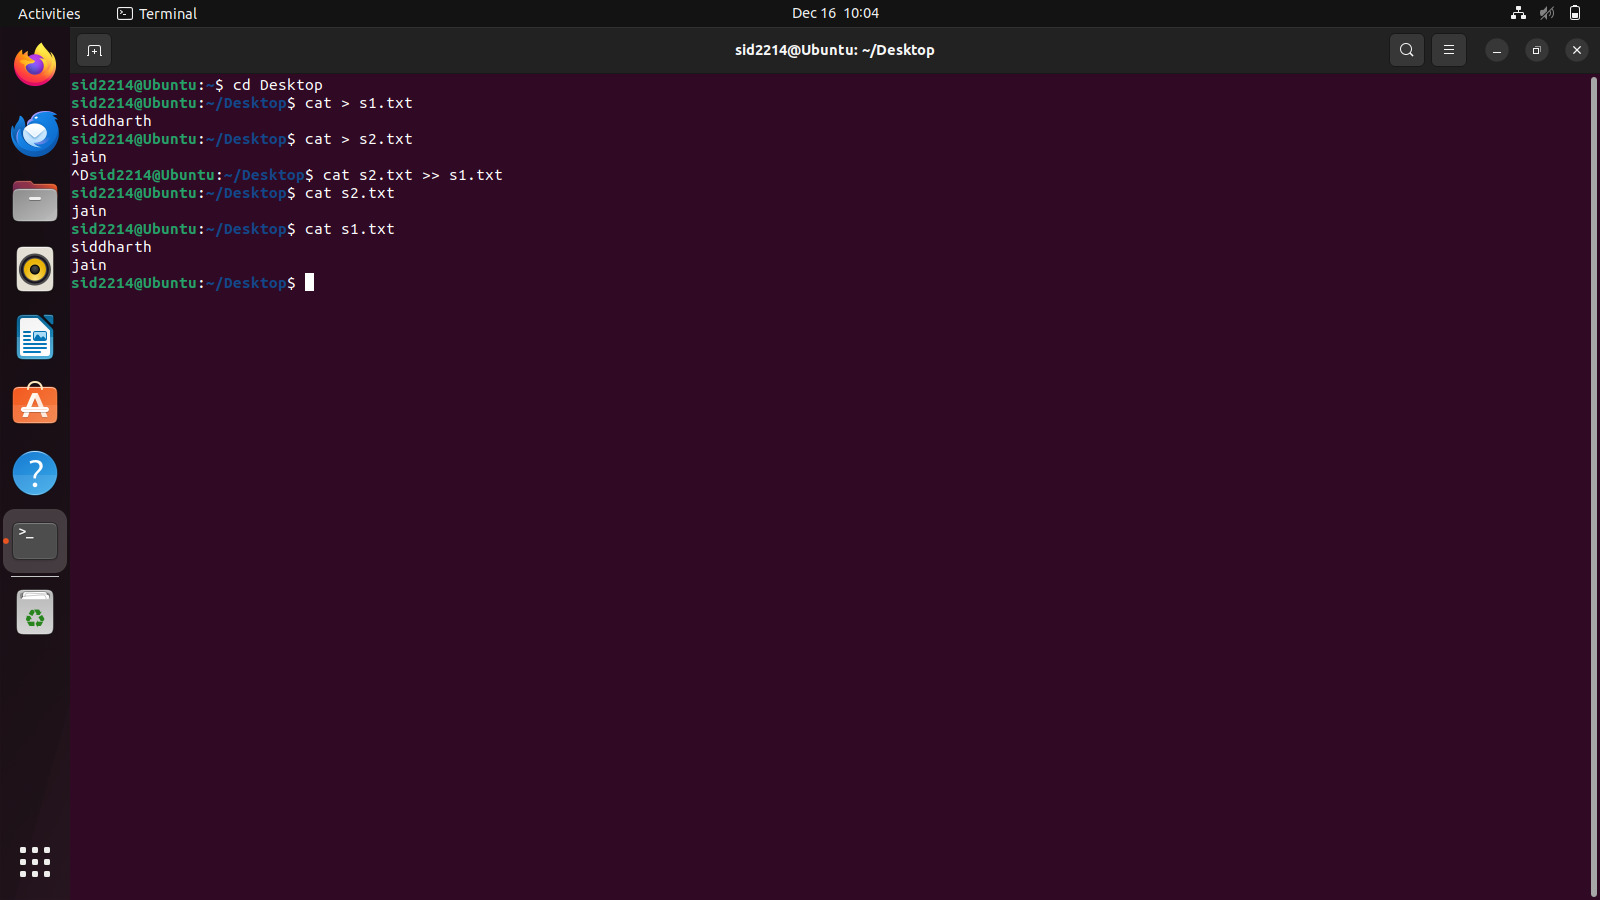 Activities Terminal Dec 16 10:04
sid2214@Ubuntu: ~/Desktop
sid2214@Ubuntu:~$ cd Desktop
sid2214@Ubuntu:~/Desktop$ cat > s1.txt
siddharth
sid2214@Ubuntu:~/Desktop$ cat > s2.txt
jain
^Dsid2214@Ubuntu:~/Desktop$ cat s2.txt >> s1.txt
sid2214@Ubuntu:~/Desktop$ cat s2.txt
jain
sid2214@Ubuntu:~/Desktop$ cat s1.txt
siddharth
jain
sid2214@Ubuntu:~/Desktop$